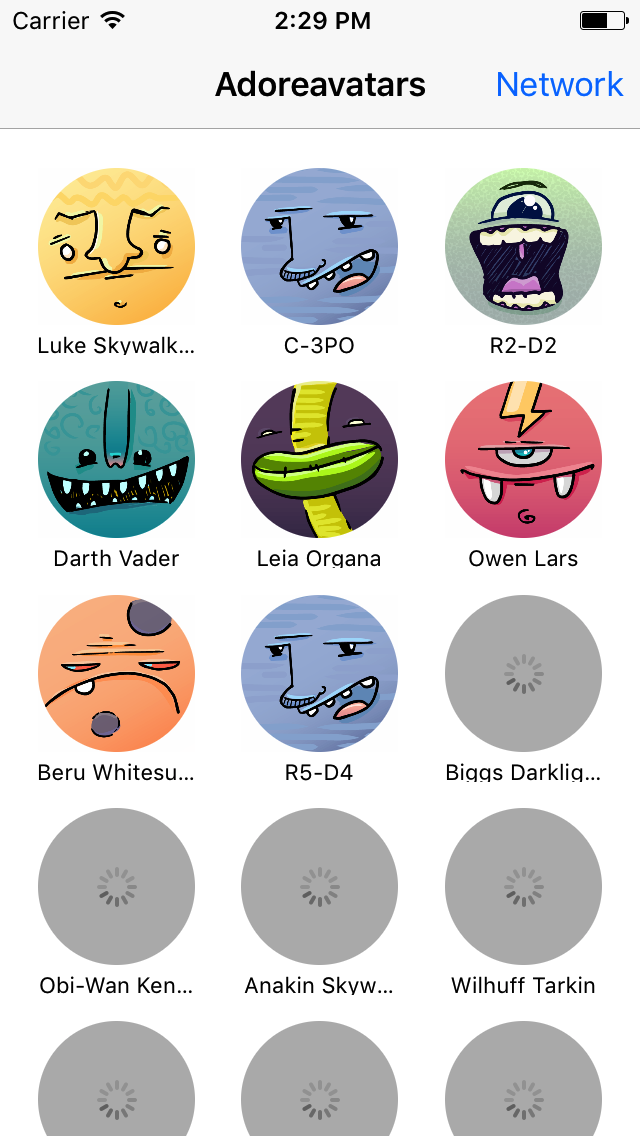 Carrier 2:29 PM
Adoreavatars Network
Luke Skywalk... C-3PO R2-D2
Darth Vader Leia Organa Owen Lars
Beru Whitesu... R5-D4 Biggs Darklig...
Obi-Wan Ken... Anakin Skyw... Wilhuff Tarkin